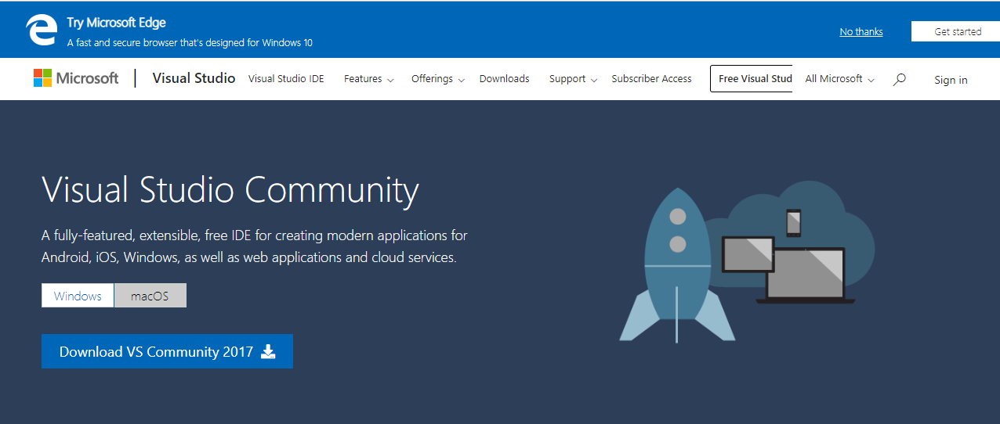 Try Microsoft Edge
A fast and secure browser that's designed for Windows 10
No thanks
Get started
Microsoft
Visual Studio
Visual Studio IDE
Features
Offerings
Downloads
Support
Subscriber Access
Free Visual Stud
All Microsoft
Sign in
Visual Studio Community
A fully-featured, extensible, free IDE for creating modern applications for
Android, iOS, Windows, as well as web applications and cloud services.
Windows
macOS
Download VS Community 2017